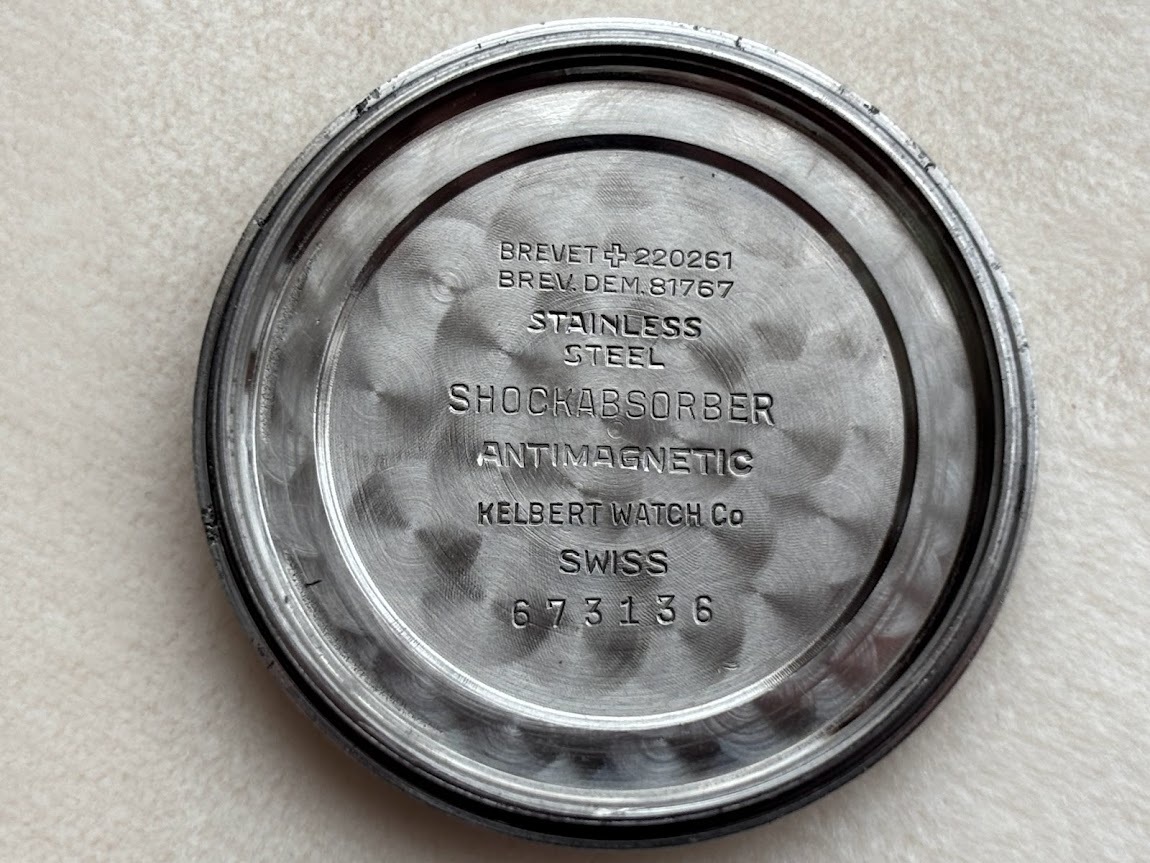 BREVET ✚ 220261
BREV. DEM. 81767
STAINLESS
STEEL
SHOCKABSORBER
ANTIMAGNETIC
KELBERT WATCH Co
SWISS
673136